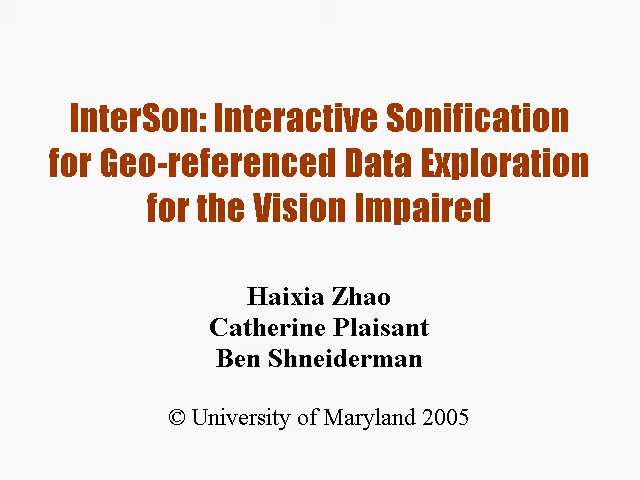 InterSon: Interactive Sonification
for Geo-referenced Data Exploration
for the Vision Impaired
Haixia Zhao
Catherine Plaisant
Ben Shneiderman
© University of Maryland 2005